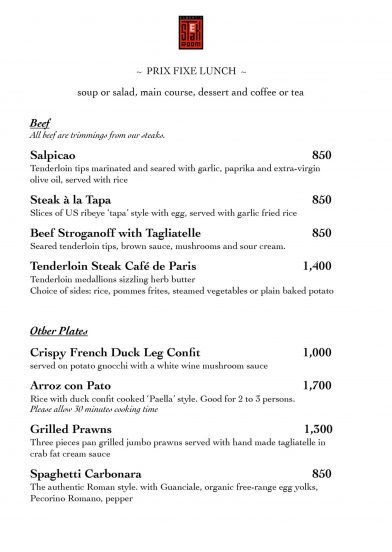 STEAK
ROOM
~ PRIX FIXE LUNCH ~
soup or salad, main course, dessert and coffee or tea
Beef
All beef are trimmings from our steaks.
Salpicao 850
Tenderloin tips marinated and seared with garlic, paprika and extra-virgin
olive oil, served with rice
Steak à la Tapa 850
Slices of US ribeye ‘tapa’ style with egg, served with garlic fried rice
Beef Stroganoff with Tagliatelle 850
Seared tenderloin tips, brown sauce, mushrooms and sour cream.
Tenderloin Steak Café de Paris 1,400
Tenderloin medallions sizzling herb butter
Choice of sides: rice, pommes frites, steamed vegetables or plain baked potato
Other Plates
Crispy French Duck Leg Confit 1,000
served on potato gnocchi with a white wine mushroom sauce
Arroz con Pato 1,700
Rice with duck confit cooked ‘Paella’ style. Good for 2 to 3 persons.
Please allow 30 minutes cooking time
Grilled Prawns 1,300
Three pieces pan grilled jumbo prawns served with hand made tagliatelle in
crab fat cream sauce
Spaghetti Carbonara 850
The authentic Roman style. with Guanciale, organic free-range egg yolks,
Pecorino Romano, pepper